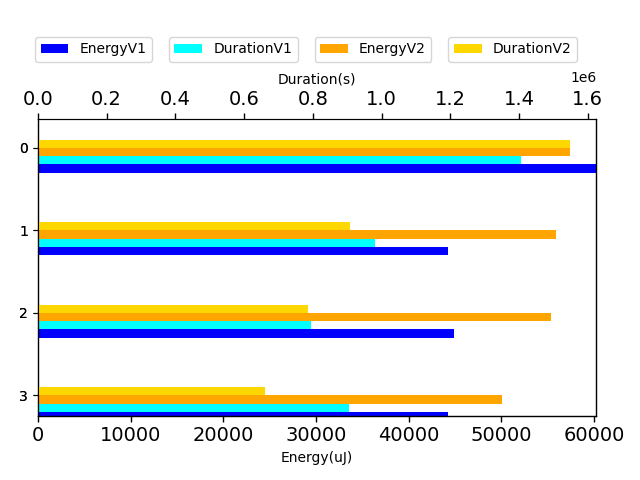 EnergyV1 DurationV1 EnergyV2 DurationV2
Duration(s) 1e6
0.0 0.2 0.4 0.6 0.8 1.0 1.2 1.4 1.6
0
1
2
3
0 10000 20000 30000 40000 50000 60000
Energy(uJ)